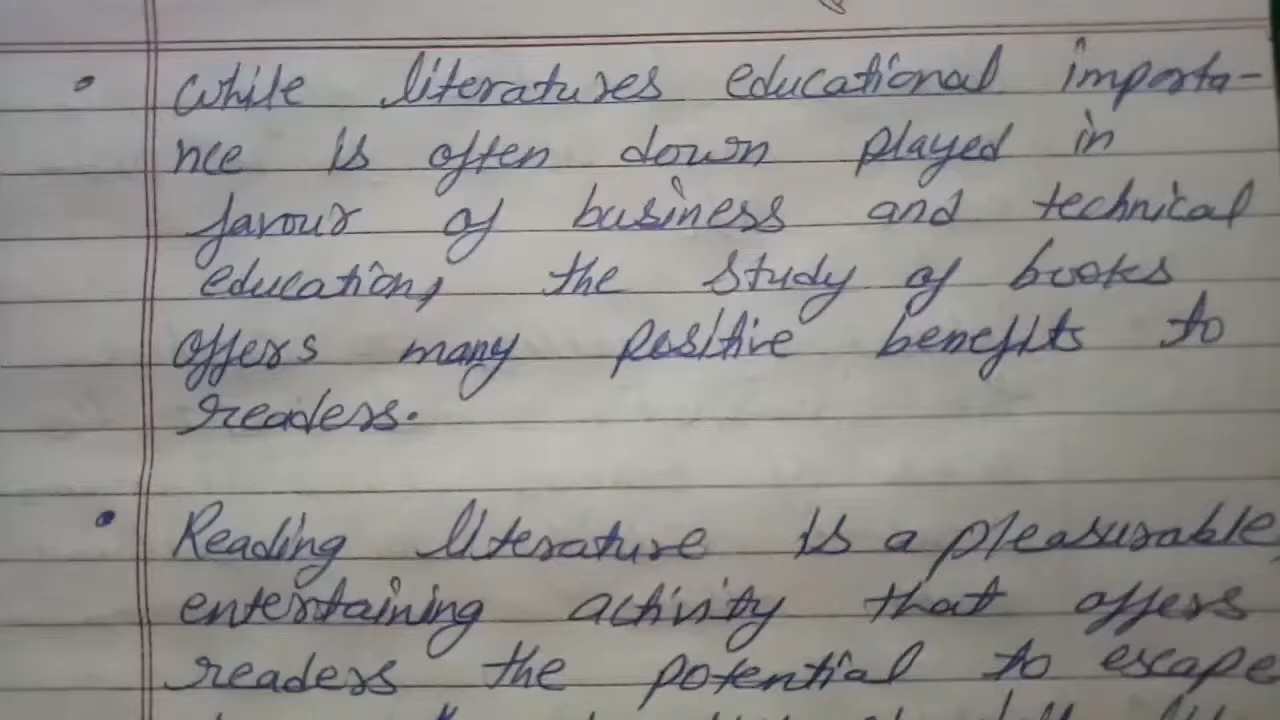 • While literatures educational importa-
nce is often down played in
favour of business and technical
education, the study of books
offers many positive benefits to
readers.
• Reading literature is a pleasurable,
entertaining activity that offers
readers the potential to escape